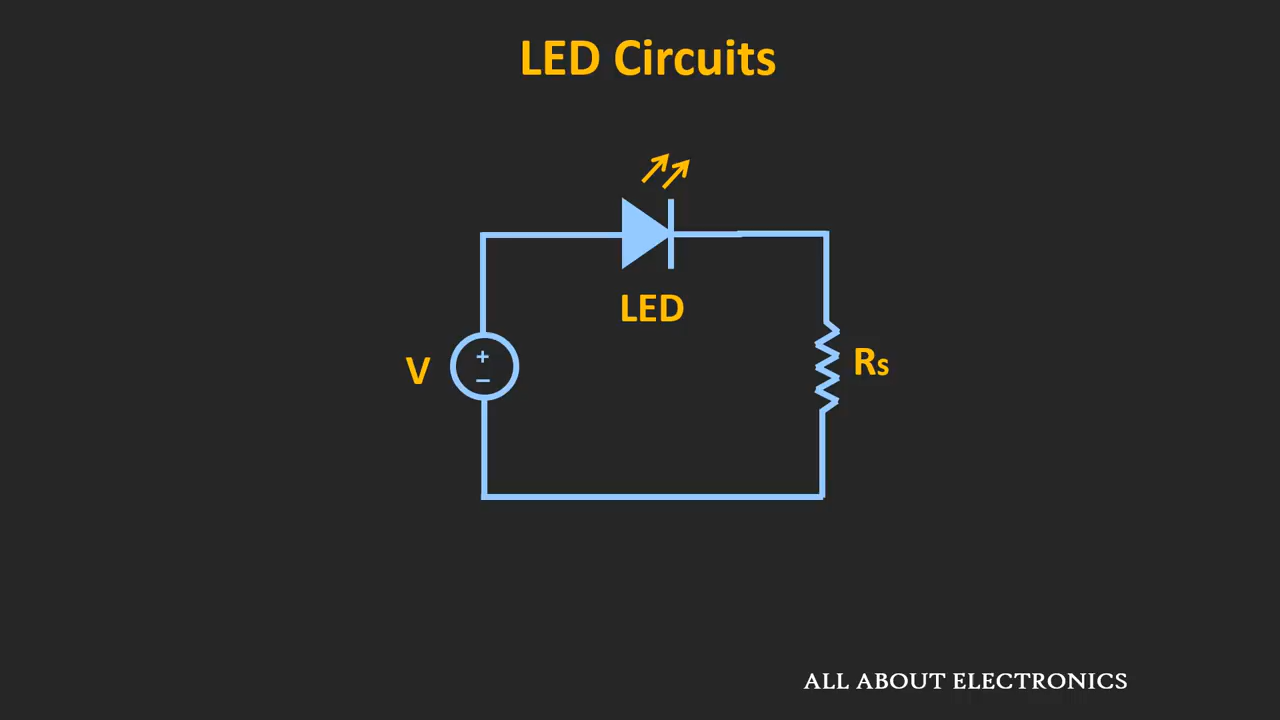 LED Circuits
LED
V
+
−
Rs
ALL ABOUT ELECTRONICS